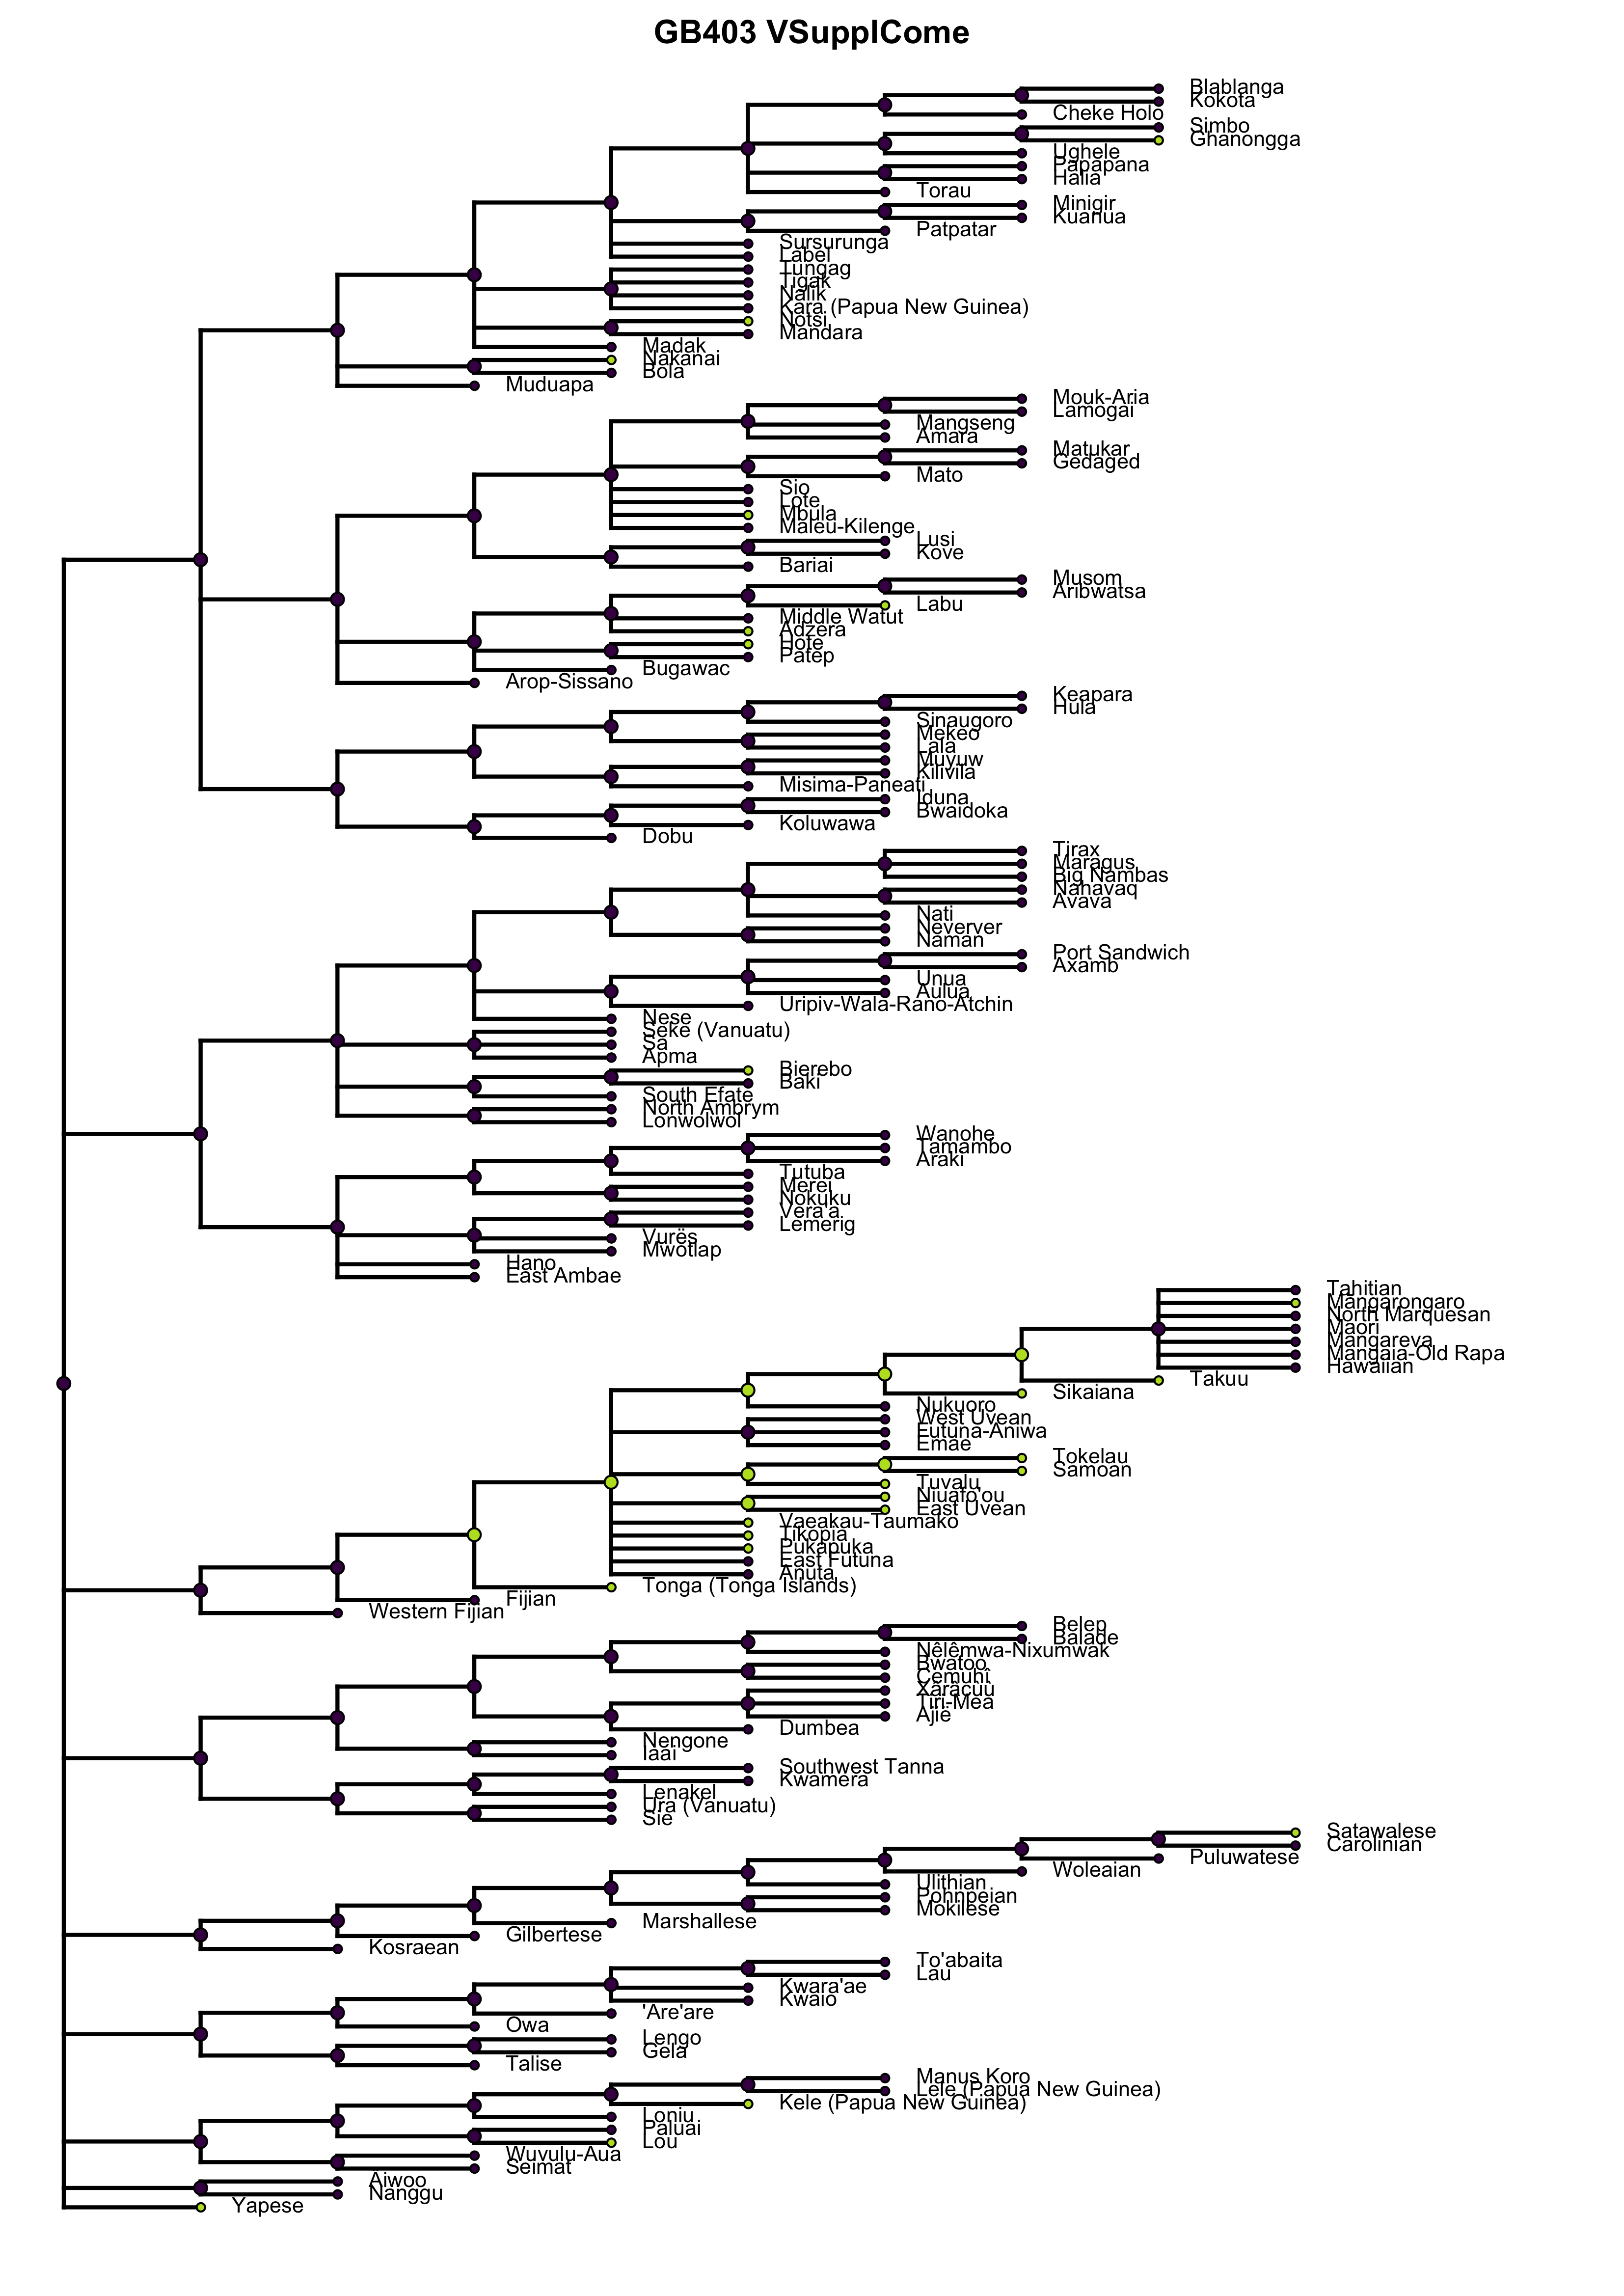 GB403 VSupplCome
Blablanga
Kokota
Cheke Holo
Simbo
Ghanongga
Ughele
Papapana
Halia
Torau
Minigir
Kuanua
Patpatar
Sursurunga
Label
Tungag
Tigak
Nalik
Kara (Papua New Guinea)
Notsi
Mandara
Madak
Nakanai
Bola
Muduapa
Mouk-Aria
Lamogai
Mangseng
Amara
Matukar
Gedaged
Mato
Sio
Lote
Mbula
Maleu-Kilenge
Lusi
Kove
Bariai
Musom
Aribwatsa
Labu
Middle Watut
Adzera
Hote
Patep
Bugawac
Arop-Sissano
Keapara
Hula
Sinaugoro
Mekeo
Lala
Muyuw
Kilivila
Misima-Paneati
Iduna
Bwaidoka
Koluwawa
Dobu
Tirax
Maragus
Big Nambas
Nahavaq
Avava
Nati
Neverver
Naman
Port Sandwich
Axamb
Unua
Aulua
Uripiv-Wala-Rano-Atchin
Nese
Seke (Vanuatu)
Sa
Apma
Bierebo
Baki
South Efate
North Ambrym
Lonwolwol
Wanohe
Tamambo
Araki
Tutuba
Merei
Nokuku
Vera'a
Lemerig
Vurës
Mwotlap
Hano
East Ambae
Tahitian
Mangarongaro
North Marquesan
Maori
Mangareva
Mangaia-Old Rapa
Hawaiian
Takuu
Sikaiana
Nukuoro
West Uvean
Futuna-Aniwa
Emae
Tokelau
Samoan
Tuvalu
Niuafo'ou
East Uvean
Vaeakau-Taumako
Tikopia
Pukapuka
East Futuna
Anuta
Tonga (Tonga Islands)
Fijian
Western Fijian
Belep
Balade
Nêlêmwa-Nixumwak
Bwatoo
Cemuhî
Xârâcùù
Tiri-Mea
Ajië
Dumbea
Nengone
Iaai
Southwest Tanna
Kwamera
Lenakel
Ura (Vanuatu)
Sie
Satawalese
Carolinian
Puluwatese
Woleaian
Ulithian
Pohnpeian
Mokilese
Marshallese
Gilbertese
Kosraean
To'abaita
Lau
Kwara'ae
Kwaio
'Are'are
Owa
Lengo
Gela
Talise
Manus Koro
Lele (Papua New Guinea)
Kele (Papua New Guinea)
Loniu
Paluai
Lou
Wuvulu-Aua
Seimat
Aiwoo
Nanggu
Yapese